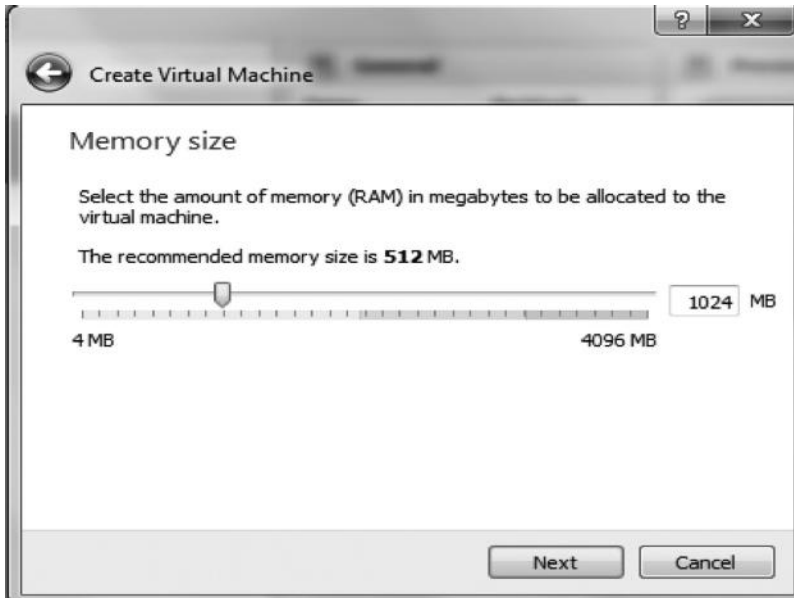 ?
X
Create Virtual Machine
Memory size
Select the amount of memory (RAM) in megabytes to be allocated to the
virtual machine.
The recommended memory size is 512 MB.
1024 MB
4 MB 4096 MB
Next Cancel